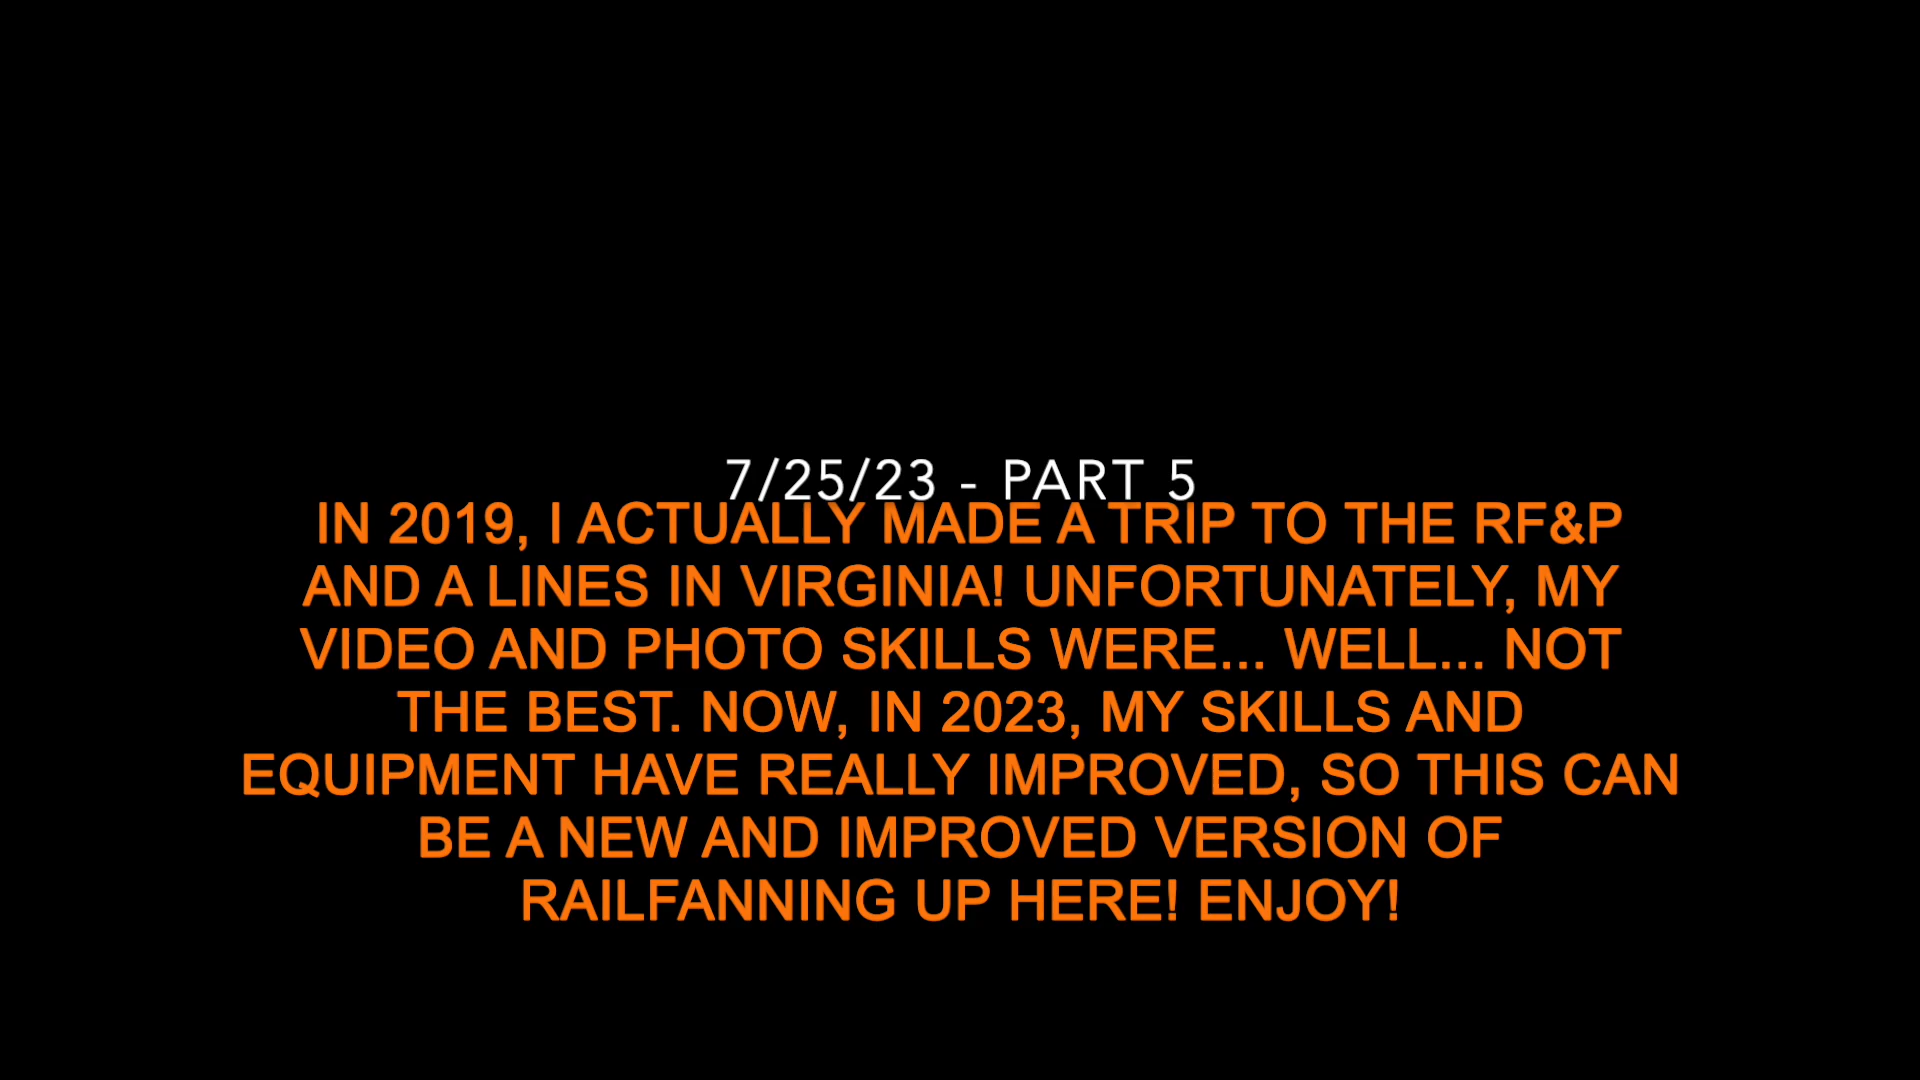 7/25/23 - PART 5
IN 2019, I ACTUALLY MADE A TRIP TO THE RF&P
AND A LINES IN VIRGINIA! UNFORTUNATELY, MY
VIDEO AND PHOTO SKILLS WERE... WELL... NOT
THE BEST. NOW, IN 2023, MY SKILLS AND
EQUIPMENT HAVE REALLY IMPROVED, SO THIS CAN
BE A NEW AND IMPROVED VERSION OF
RAILFANNING UP HERE! ENJOY!